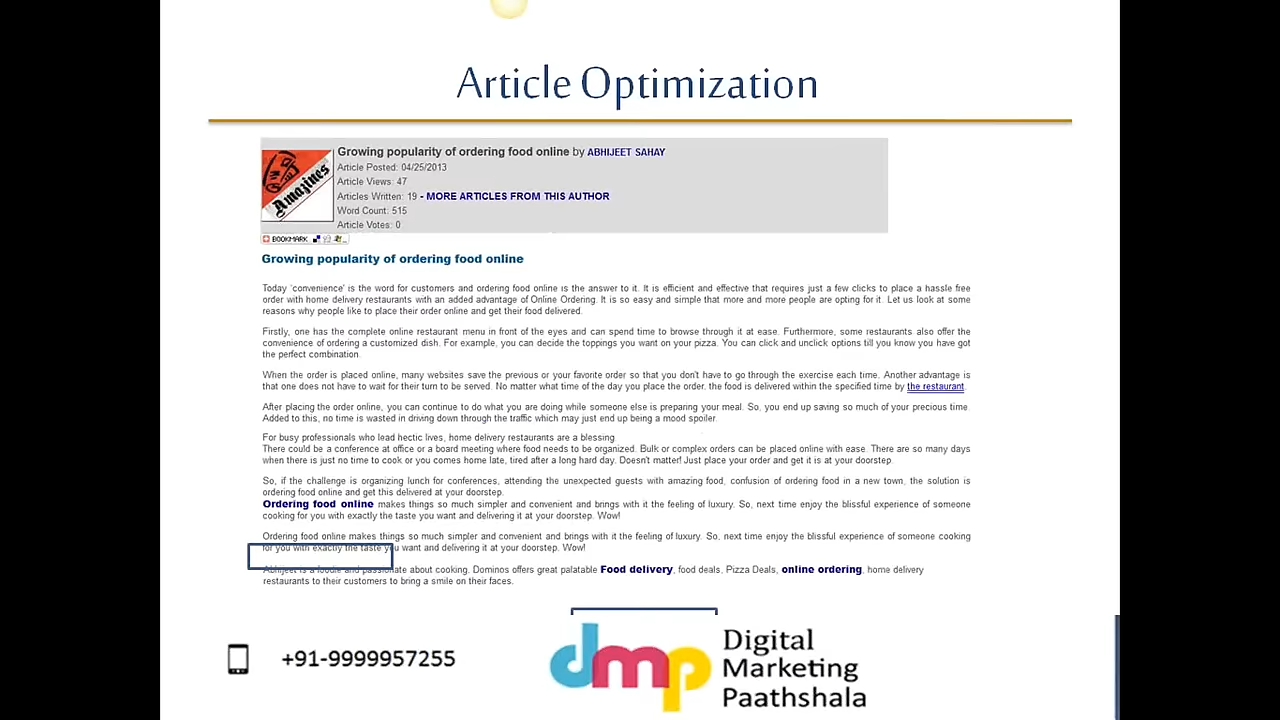 Article Optimization
Growing popularity of ordering food online by ABHIJEET SAHAY
Article Posted: 04/25/2013
Article Views: 47
Articles Written: 19 - MORE ARTICLES FROM THIS AUTHOR
Word Count: 515
Article Votes: 0
Amazines
BOOKMARK
Growing popularity of ordering food online
Today 'convenience' is the word for customers and ordering food online is the answer to it. It is efficient and effective that requires just a few clicks to place a hassle free
order with home delivery restaurants with an added advantage of Online Ordering. It is so easy and simple that more and more people are opting for it. Let us look at some
reasons why people like to place their order online and get their food delivered.
Firstly, one has the complete online restaurant menu in front of the eyes and can spend time to browse through it at ease. Furthermore, some restaurants also offer the
convenience of ordering a customized dish. For example, you can decide the toppings you want on your pizza. You can click and unclick options till you know you have got
the perfect combination.
When the order is placed online, many websites save the previous or your favorite order so that you don't have to go through the exercise each time. Another advantage is
that one does not have to wait for their turn to be served. No matter what time of the day you place the order, the food is delivered within the specified time by the restaurant.
After placing the order online, you can continue to do what you are doing while someone else is preparing your meal. So, you end up saving so much of your precious time.
Added to this, no time is wasted in driving down through the traffic which may just end up being a mood spoiler.
For busy professionals who lead hectic lives, home delivery restaurants are a blessing.
There could be a conference at office or a board meeting where food needs to be organized. Bulk or complex orders can be placed online with ease. There are so many days
when there is just no time to cook or you comes home late, tired after a long hard day. Doesn't matter! Just place your order and get it is at your doorstep.
So, if the challenge is organizing lunch for conferences, attending the unexpected guests with amazing food, confusion of ordering food in a new town, the solution is
ordering food online and get this delivered at your doorstep.
Ordering food online makes things so much simpler and convenient and brings with it the feeling of luxury. So, next time enjoy the blissful experience of someone
cooking for you with exactly the taste you want and delivering it at your doorstep. Wow!
Ordering food online makes things so much simpler and convenient and brings with it the feeling of luxury. So, next time enjoy the blissful experience of someone cooking
for you with exactly the taste you want and delivering it at your doorstep. Wow!
Abhijeet is a foodie and passionate about cooking. Dominos offers great palatable Food delivery, food deals, Pizza Deals, online ordering, home delivery
restaurants to their customers to bring a smile on their faces.
+91-9999957255
dmp
Digital
Marketing
Paathshala